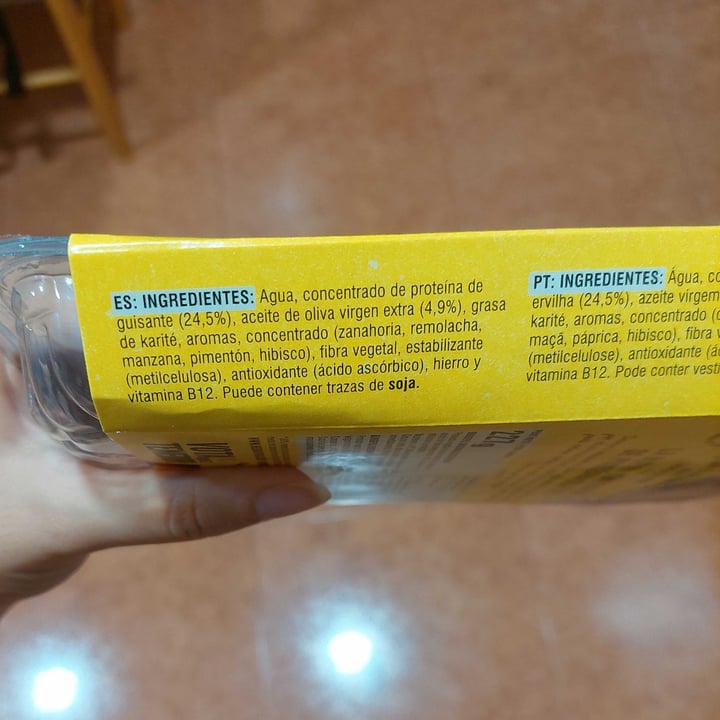 ES: INGREDIENTES: Agua, concentrado de proteína de
guisante (24,5%), aceite de oliva virgen extra (4,9%), grasa
de karité, aromas, concentrado (zanahoria, remolacha,
manzana, pimentón, hibisco), fibra vegetal, estabilizante
(metilcelulosa), antioxidante (ácido ascórbico), hierro y
vitamina B12. Puede contener trazas de soja.
PT: INGREDIENTES: Água,
ervilha (24,5%), azeite virgem
karité, aromas, concentrado
maçã, páprica, hibisco), fibra
(metilcelulose), antioxidante
vitamina B12. Pode conter
227g